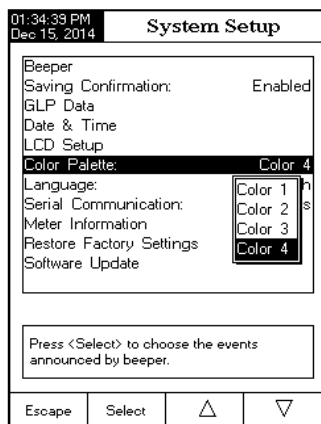 01:34:39 PM
Dec 15, 2014
System Setup
Beeper
Saving Confirmation: Enabled
GLP Data
Date & Time
LCD Setup
Color Palette: Color 4
Language: h
Serial Communication: s
Meter Information
Restore Factory Settings
Software Update
Color 1
Color 2
Color 3
Color 4
Press <Select> to choose the events
announced by beeper.
Escape Select